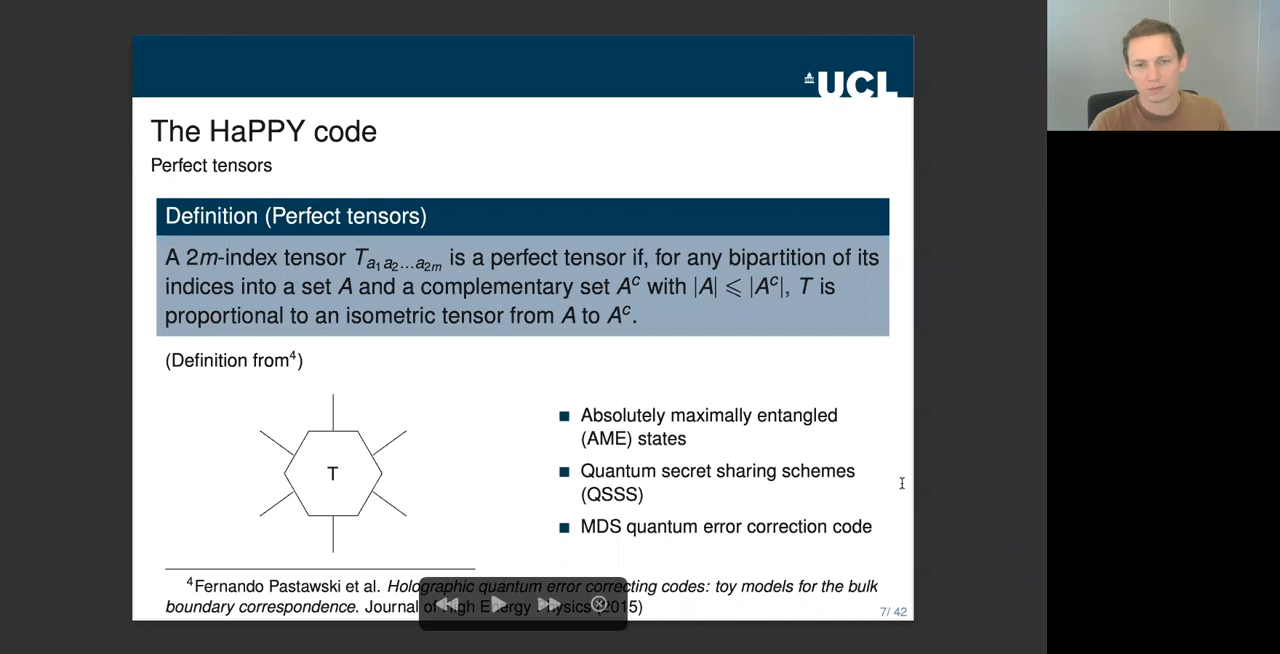 UCL
The HaPPY code
Perfect tensors
Definition (Perfect tensors)
A 2m-index tensor T_{a_1 a_2 … a_{2m}} is a perfect tensor if, for any bipartition of its
indices into a set A and a complementary set A^c with |A| ⩽ |A^c|, T is
proportional to an isometric tensor from A to A^c.
(Definition from⁴)
T
■ Absolutely maximally entangled
(AME) states
■ Quantum secret sharing schemes
(QSSS)
■ MDS quantum error correction code
⁴Fernando Pastawski et al. Holographic quantum error correcting codes: toy models for the bulk
boundary correspondence. Journal of High Energy Physics (2015)
7/ 42